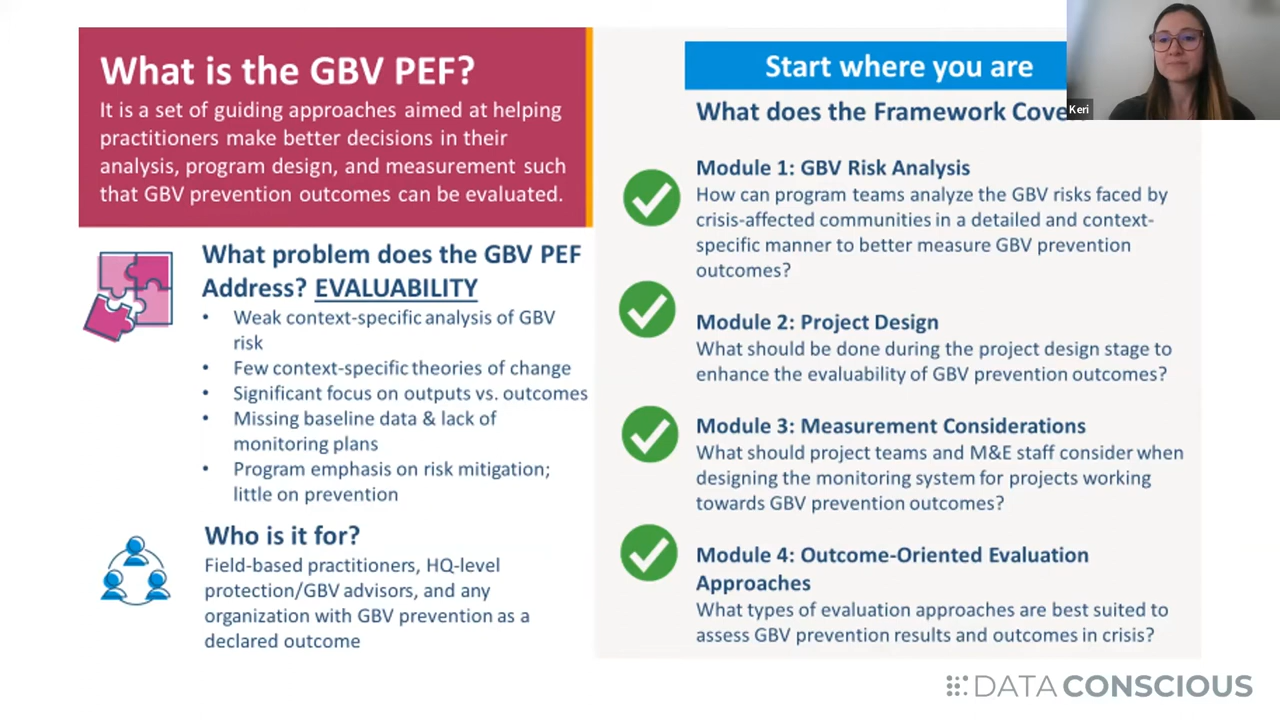 What is the GBV PEF?
It is a set of guiding approaches aimed at helping
practitioners make better decisions in their
analysis, program design, and measurement such
that GBV prevention outcomes can be evaluated.
What problem does the GBV PEF
Address? EVALUABILITY
• Weak context-specific analysis of GBV
risk
• Few context-specific theories of change
• Significant focus on outputs vs. outcomes
• Missing baseline data & lack of
monitoring plans
• Program emphasis on risk mitigation;
little on prevention
Who is it for?
Field-based practitioners, HQ-level
protection/GBV advisors, and any
organization with GBV prevention as a
declared outcome
Start where you are
What does the Framework
Module 1: GBV Risk Analysis
How can program teams analyze the GBV risks faced by
crisis-affected communities in a detailed and context-
specific manner to better measure GBV prevention
outcomes?
Module 2: Project Design
What should be done during the project design stage to
enhance the evaluability of GBV prevention outcomes?
Module 3: Measurement Considerations
What should project teams and M&E staff consider when
designing the monitoring system for projects working
towards GBV prevention outcomes?
Module 4: Outcome-Oriented Evaluation
Approaches
What types of evaluation approaches are best suited to
assess GBV prevention results and outcomes in crisis?
Keri
DATA CONSCIOUS